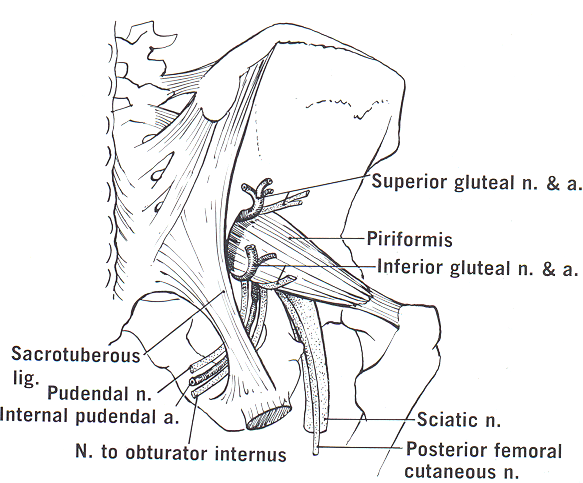 Superior gluteal n. & a.
Piriformis
Inferior gluteal n. & a.
Sacrotuberous
lig.
Pudendal n.
Internal pudendal a.
N. to obturator internus
Sciatic n.
Posterior femoral
cutaneous n.